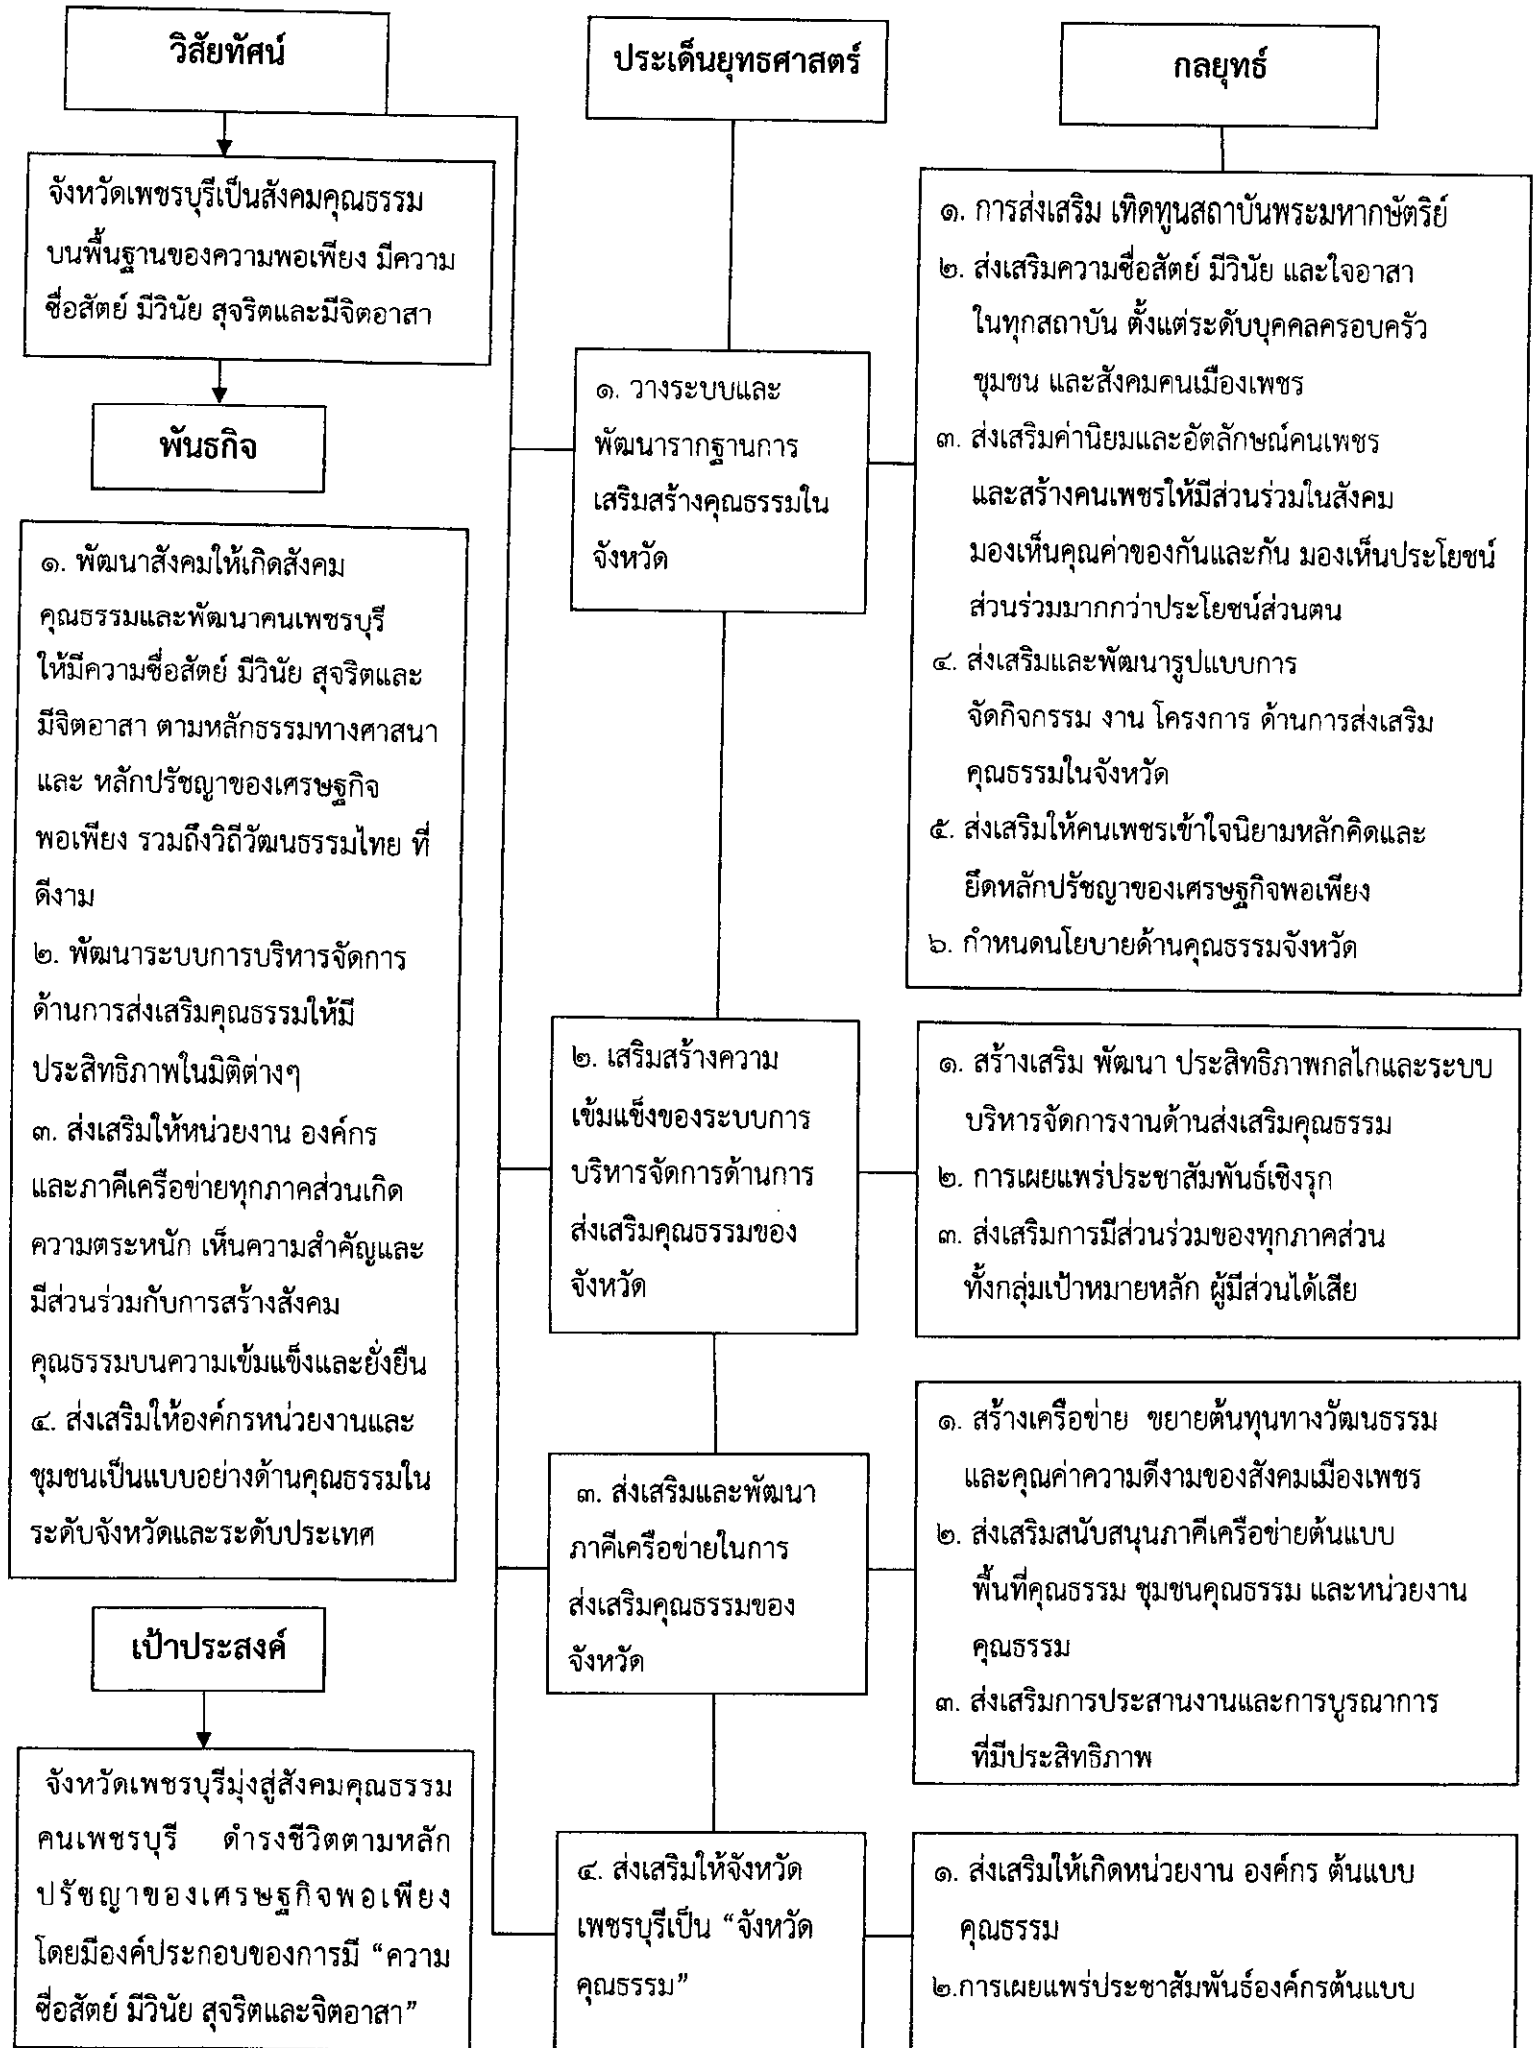 วิสัยทัศน์
จังหวัดเพชรบุรีเป็นสังคมคุณธรรม
บนพื้นฐานของความพอเพียง มีความ
ซื่อสัตย์ มีวินัย สุจริตและมีจิตอาสา
พันธกิจ
๑. พัฒนาสังคมให้เกิดสังคม
คุณธรรมและพัฒนาคนเพชรบุรี
ให้มีความซื่อสัตย์ มีวินัย สุจริตและ
มีจิตอาสา ตามหลักธรรมทางศาสนา
และ หลักปรัชญาของเศรษฐกิจ
พอเพียง รวมถึงวิถีวัฒนธรรมไทย ที่
ดีงาม
๒. พัฒนาระบบการบริหารจัดการ
ด้านการส่งเสริมคุณธรรมให้มี
ประสิทธิภาพในมิติต่างๆ
๓. ส่งเสริมให้หน่วยงาน องค์กร
และภาคีเครือข่ายทุกภาคส่วนเกิด
ความตระหนัก เห็นความสำคัญและ
มีส่วนร่วมกับการสร้างสังคม
คุณธรรมบนความเข้มแข็งและยั่งยืน
๔. ส่งเสริมให้องค์กรหน่วยงานและ
ชุมชนเป็นแบบอย่างด้านคุณธรรมใน
ระดับจังหวัดและระดับประเทศ
เป้าประสงค์
จังหวัดเพชรบุรีมุ่งสู่สังคมคุณธรรม
คนเพชรบุรี ดำรงชีวิตตามหลัก
ปรัชญาของเศรษฐกิจพอเพียง
โดยมีองค์ประกอบของการมี “ความ
ซื่อสัตย์ มีวินัย สุจริตและจิตอาสา”
ประเด็นยุทธศาสตร์
๑. วางระบบและ
พัฒนารากฐานการ
เสริมสร้างคุณธรรมใน
จังหวัด
๒. เสริมสร้างความ
เข้มแข็งของระบบการ
บริหารจัดการด้านการ
ส่งเสริมคุณธรรมของ
จังหวัด
๓. ส่งเสริมและพัฒนา
ภาคีเครือข่ายในการ
ส่งเสริมคุณธรรมของ
จังหวัด
๔. ส่งเสริมให้จังหวัด
เพชรบุรีเป็น “จังหวัด
คุณธรรม”
กลยุทธ์
๑. การส่งเสริม เทิดทูนสถาบันพระมหากษัตริย์
๒. ส่งเสริมความซื่อสัตย์ มีวินัย และใจอาสา
ในทุกสถาบัน ตั้งแต่ระดับบุคคลครอบครัว
ชุมชน และสังคมคนเมืองเพชร
๓. ส่งเสริมค่านิยมและอัตลักษณ์คนเพชร
และสร้างคนเพชรให้มีส่วนร่วมในสังคม
มองเห็นคุณค่าของกันและกัน มองเห็นประโยชน์
ส่วนร่วมมากกว่าประโยชน์ส่วนตน
๔. ส่งเสริมและพัฒนารูปแบบการ
จัดกิจกรรม งาน โครงการ ด้านการส่งเสริม
คุณธรรมในจังหวัด
๕. ส่งเสริมให้คนเพชรเข้าใจนิยามหลักคิดและ
ยึดหลักปรัชญาของเศรษฐกิจพอเพียง
๖. กำหนดนโยบายด้านคุณธรรมจังหวัด
๑. สร้างเสริม พัฒนา ประสิทธิภาพกลไกและระบบ
บริหารจัดการงานด้านส่งเสริมคุณธรรม
๒. การเผยแพร่ประชาสัมพันธ์เชิงรุก
๓. ส่งเสริมการมีส่วนร่วมของทุกภาคส่วน
ทั้งกลุ่มเป้าหมายหลัก ผู้มีส่วนได้เสีย
๑. สร้างเครือข่าย ขยายต้นทุนทางวัฒนธรรม
และคุณค่าความดีงามของสังคมเมืองเพชร
๒. ส่งเสริมสนับสนุนภาคีเครือข่ายต้นแบบ
พื้นที่คุณธรรม ชุมชนคุณธรรม และหน่วยงาน
คุณธรรม
๓. ส่งเสริมการประสานงานและการบูรณาการ
ที่มีประสิทธิภาพ
๑. ส่งเสริมให้เกิดหน่วยงาน องค์กร ต้นแบบ
คุณธรรม
๒.การเผยแพร่ประชาสัมพันธ์องค์กรต้นแบบ